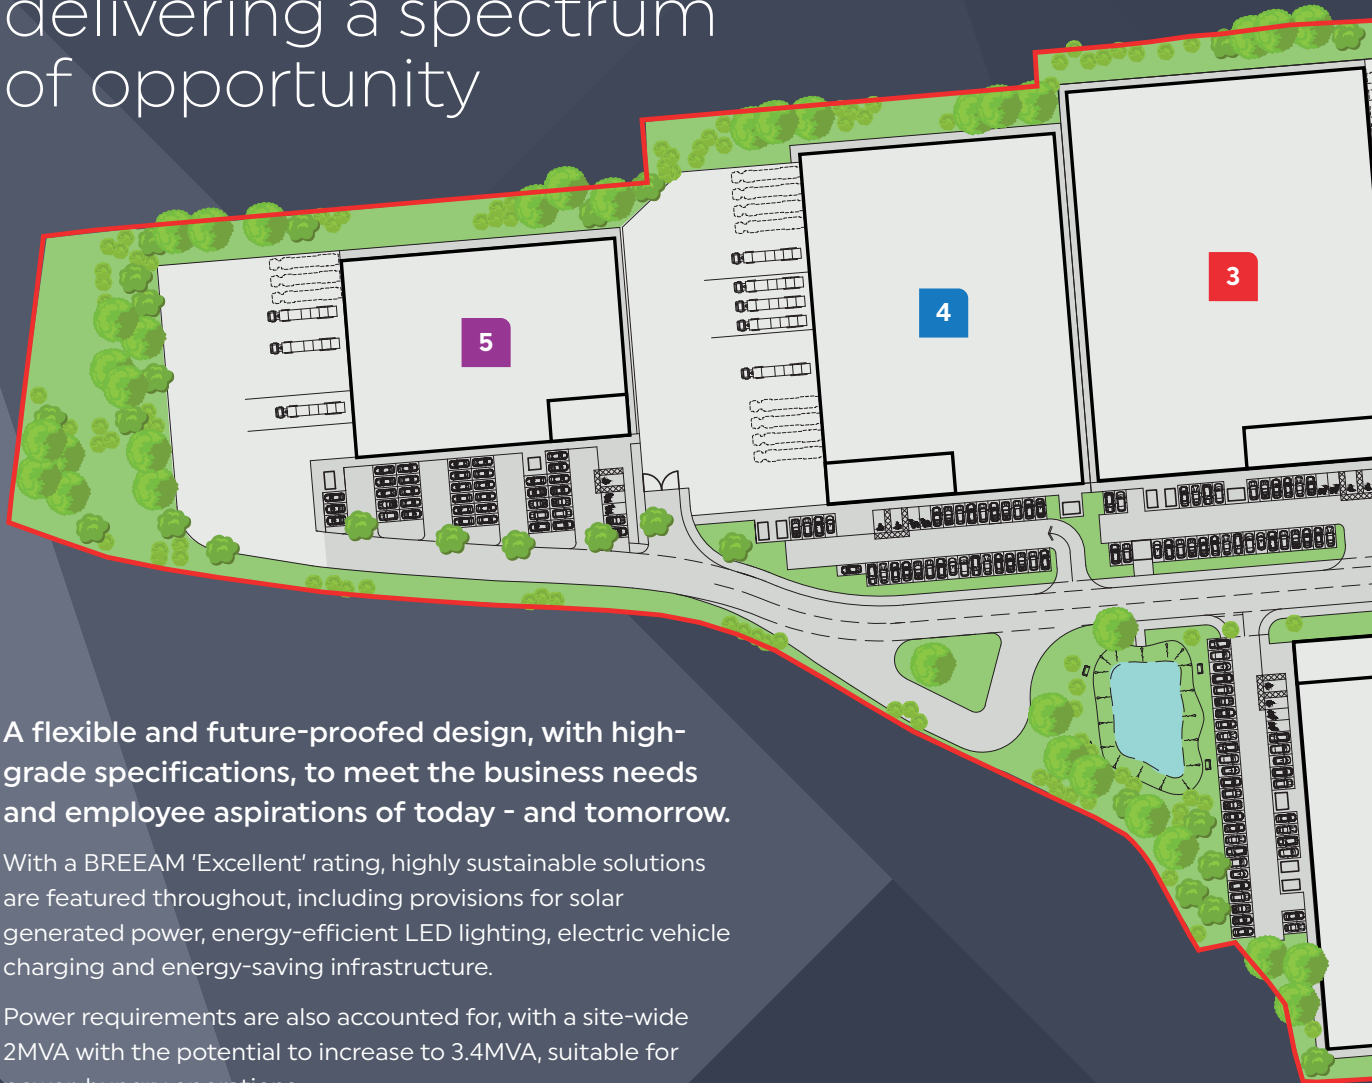 delivering a spectrum
of opportunity
3
4
5
A flexible and future-proofed design, with high-
grade specifications, to meet the business needs
and employee aspirations of today - and tomorrow.
With a BREEAM ‘Excellent’ rating, highly sustainable solutions
are featured throughout, including provisions for solar
generated power, energy-efficient LED lighting, electric vehicle
charging and energy-saving infrastructure.
Power requirements are also accounted for, with a site-wide
2MVA with the potential to increase to 3.4MVA, suitable for